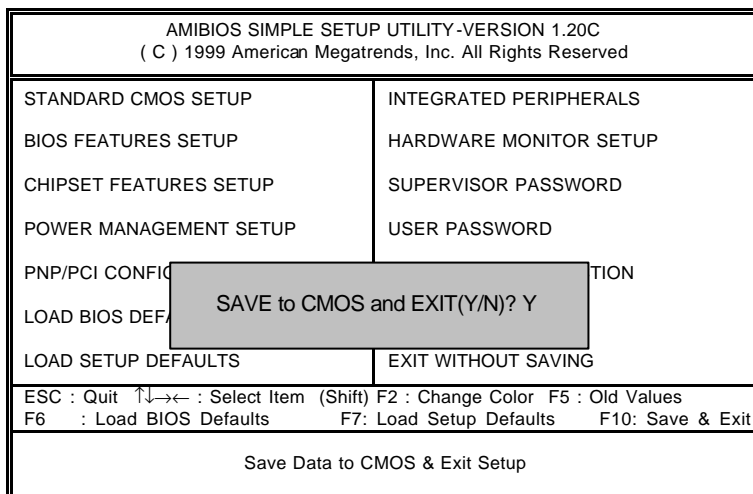 AMIBIOS SIMPLE SETUP UTILITY-VERSION 1.20C
( C ) 1999 American Megatrends, Inc. All Rights Reserved
STANDARD CMOS SETUP
BIOS FEATURES SETUP
CHIPSET FEATURES SETUP
POWER MANAGEMENT SETUP
PNP/PCI
LOAD BIOS
LOAD SETUP DEFAULTS
INTEGRATED PERIPHERALS
HARDWARE MONITOR SETUP
SUPERVISOR PASSWORD
USER PASSWORD
EXIT WITHOUT SAVING
SAVE to CMOS and EXIT(Y/N)? Y
ESC : Quit ↑↓→← : Select Item (Shift) F2 : Change Color F5 : Old Values
F6 : Load BIOS Defaults F7: Load Setup Defaults F10: Save & Exit
Save Data to CMOS & Exit Setup